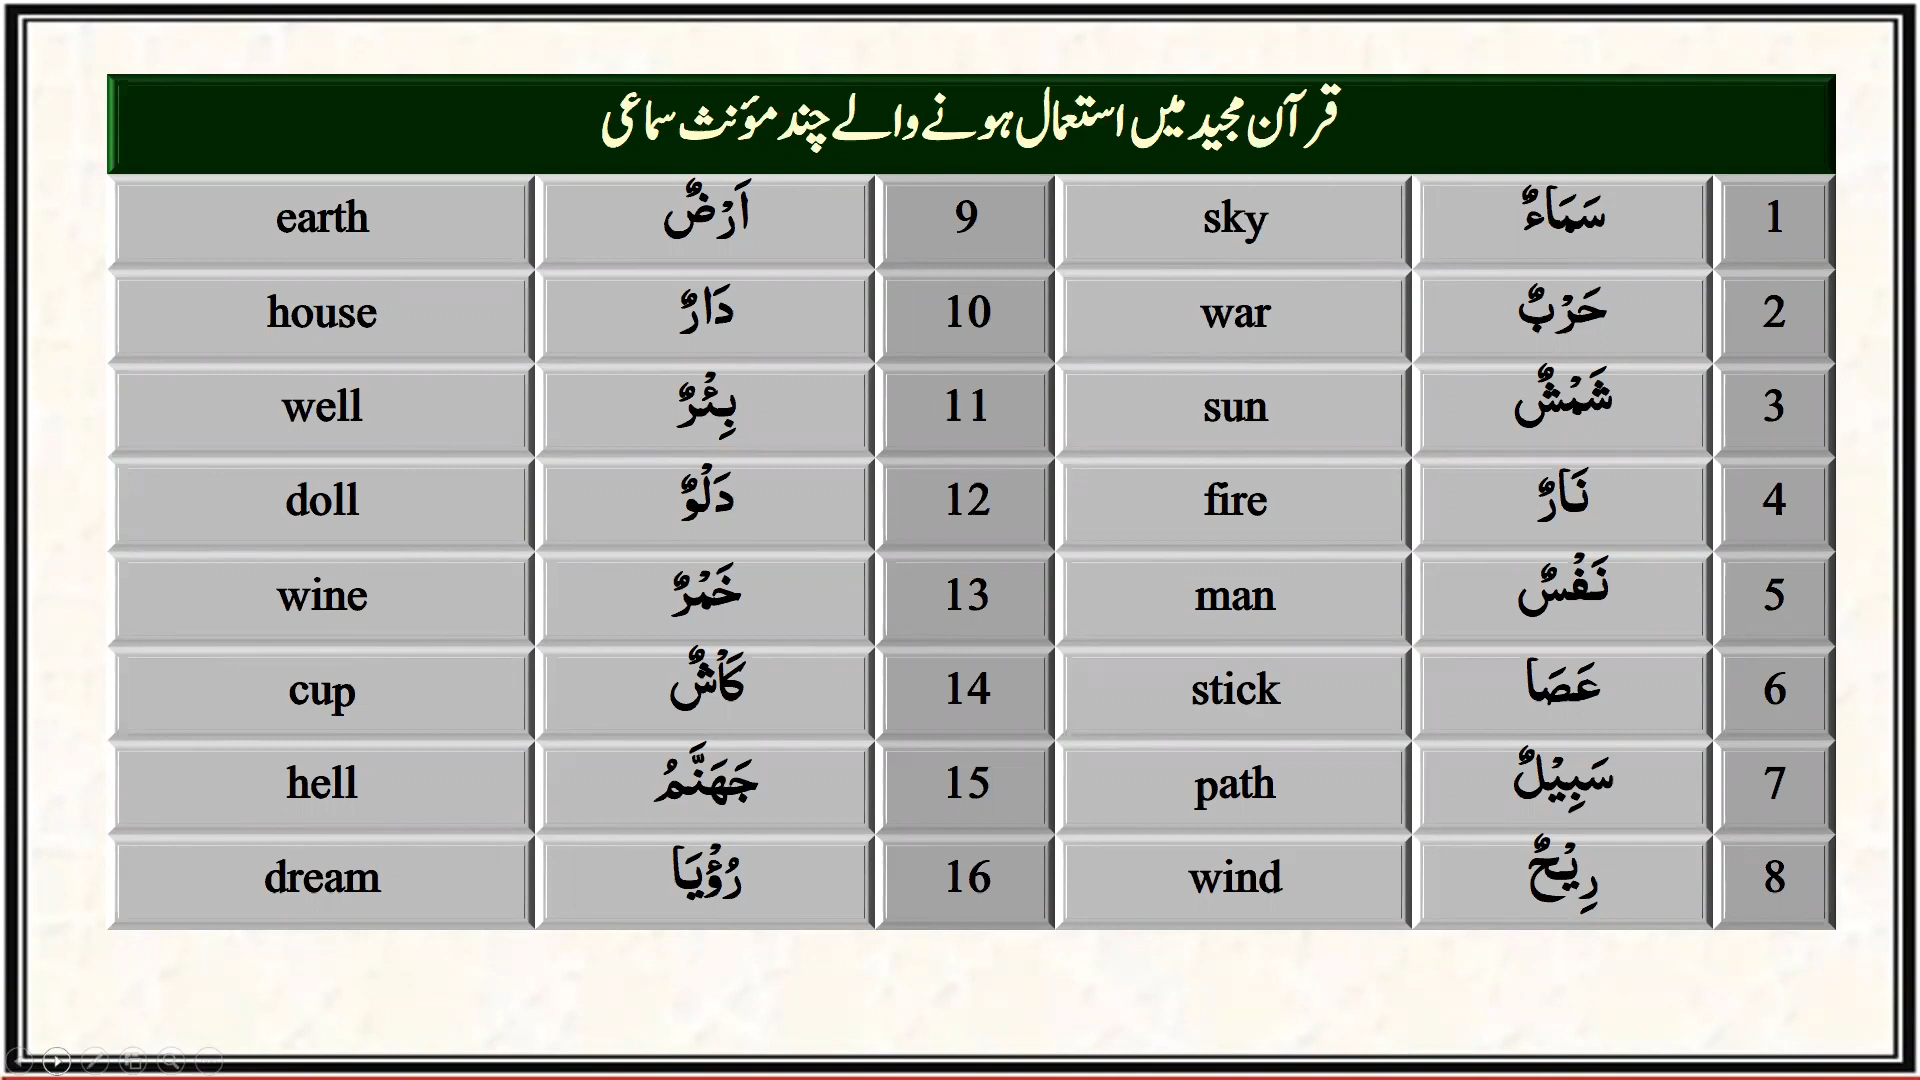 قرآن مجید میں استعمال ہونے والے چند مؤنث سماعی
1 سَمَاءٌ sky 9 اَرْضٌ earth
2 حَرْبٌ war 10 دَارٌ house
3 شَمْشٌ sun 11 بِئْرٌ well
4 نَارٌ fire 12 دَلْوٌ doll
5 نَفْسٌ man 13 خَمْرٌ wine
6 عَصَا stick 14 کَاْشٌ cup
7 سَبِیْلٌ path 15 جَهَنَّمُ hell
8 رِیْحٌ wind 16 رُؤْیَا dream